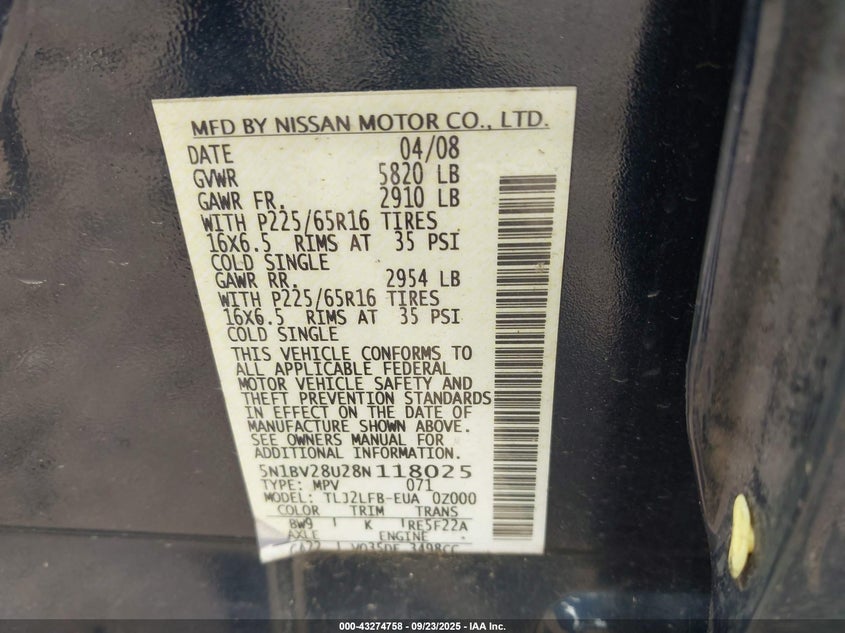 MFD BY NISSAN MOTOR CO., LTD.
DATE 04/08
GVWR 5820 LB
GAWR FR. 2910 LB
WITH P225/65R16 TIRES
16X6.5 RIMS AT 35 PSI
COLD SINGLE
GAWR RR. 2954 LB
WITH P225/65R16 TIRES
16X6.5 RIMS AT 35 PSI
COLD SINGLE
THIS VEHICLE CONFORMS TO
ALL APPLICABLE FEDERAL
MOTOR VEHICLE SAFETY AND
THEFT PREVENTION STANDARDS
IN EFFECT ON THE DATE OF
MANUFACTURE SHOWN ABOVE.
SEE OWNERS MANUAL FOR
ADDITIONAL INFORMATION.
5N1BV28U28N118025
TYPE: MPV 071
MODEL: TLJ2LFB-EUA 0Z000
COLOR TRIM TRANS
BW9 K RE5F22A
AXLE ENGINE
VQ35DE 3498CC
000-43274758 - 09/23/2025 - IAA Inc.